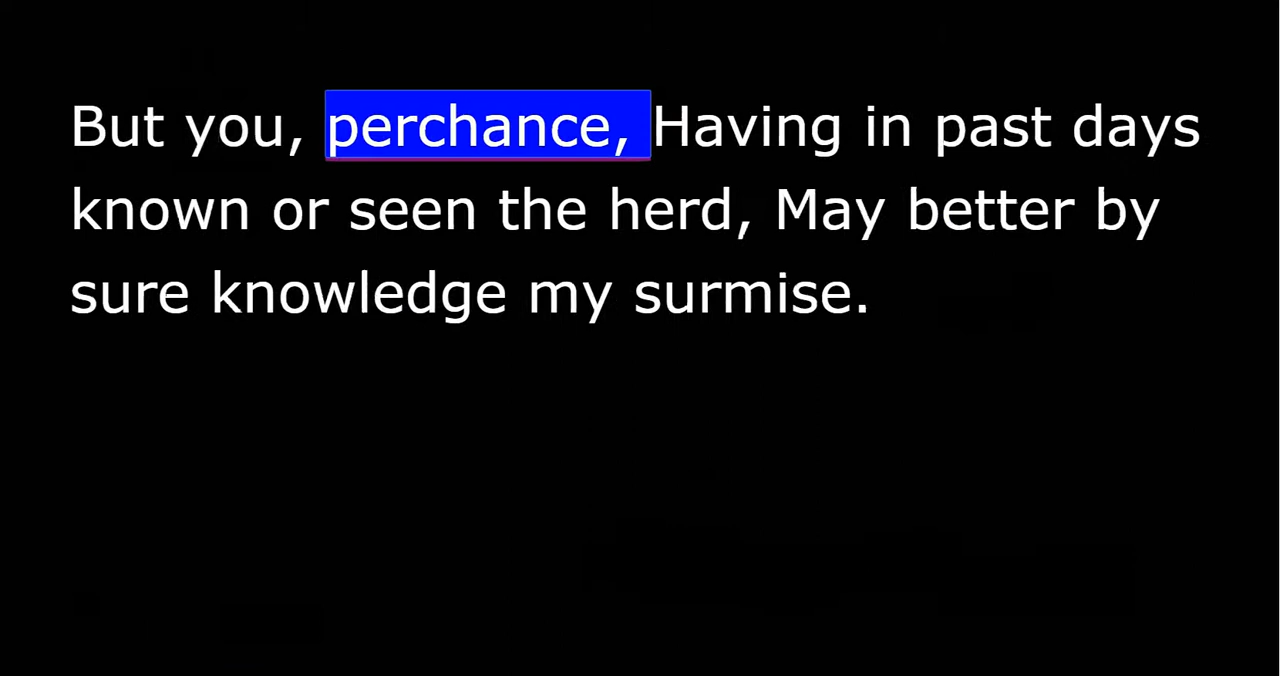 But you, perchance, Having in past days
known or seen the herd, May better by
sure knowledge my surmise.